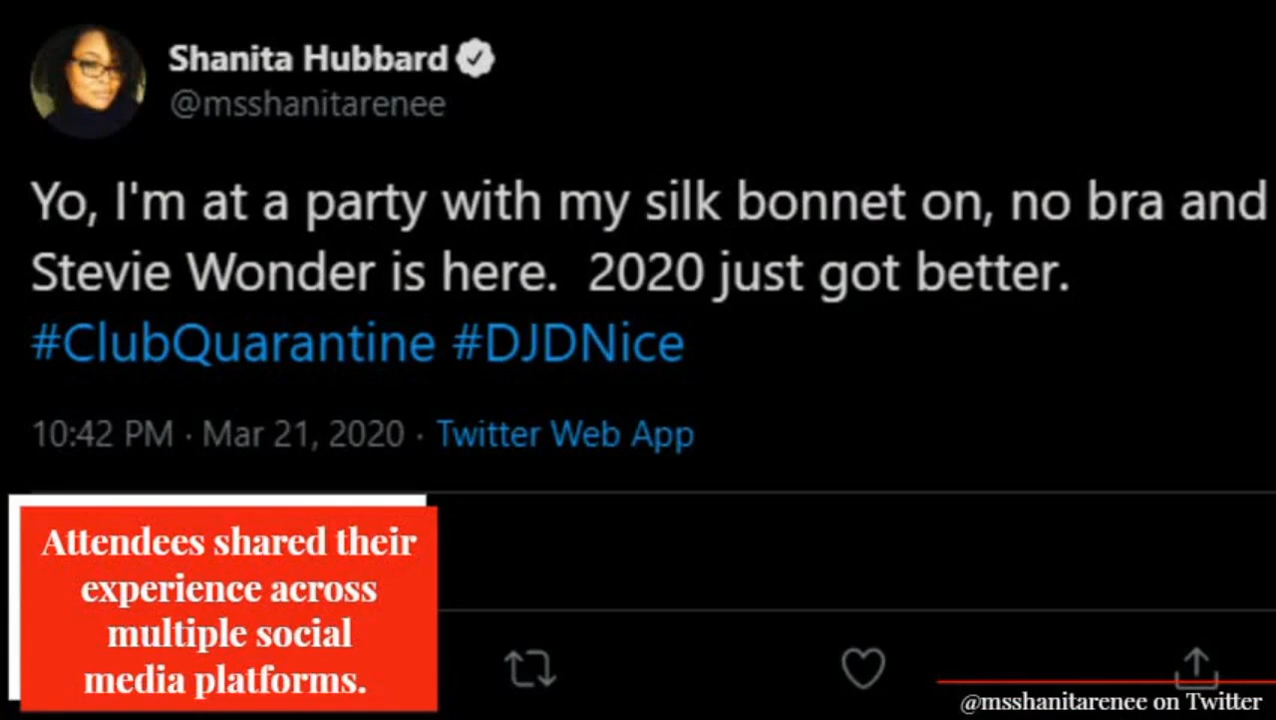 Shanita Hubbard
@msshanitarenee
Yo, I'm at a party with my silk bonnet on, no bra and
Stevie Wonder is here.  2020 just got better.
#ClubQuarantine #DJDNice
10:42 PM · Mar 21, 2020 · Twitter Web App
Attendees shared their
experience across
multiple social
media platforms.
@msshanitarenee on Twitter